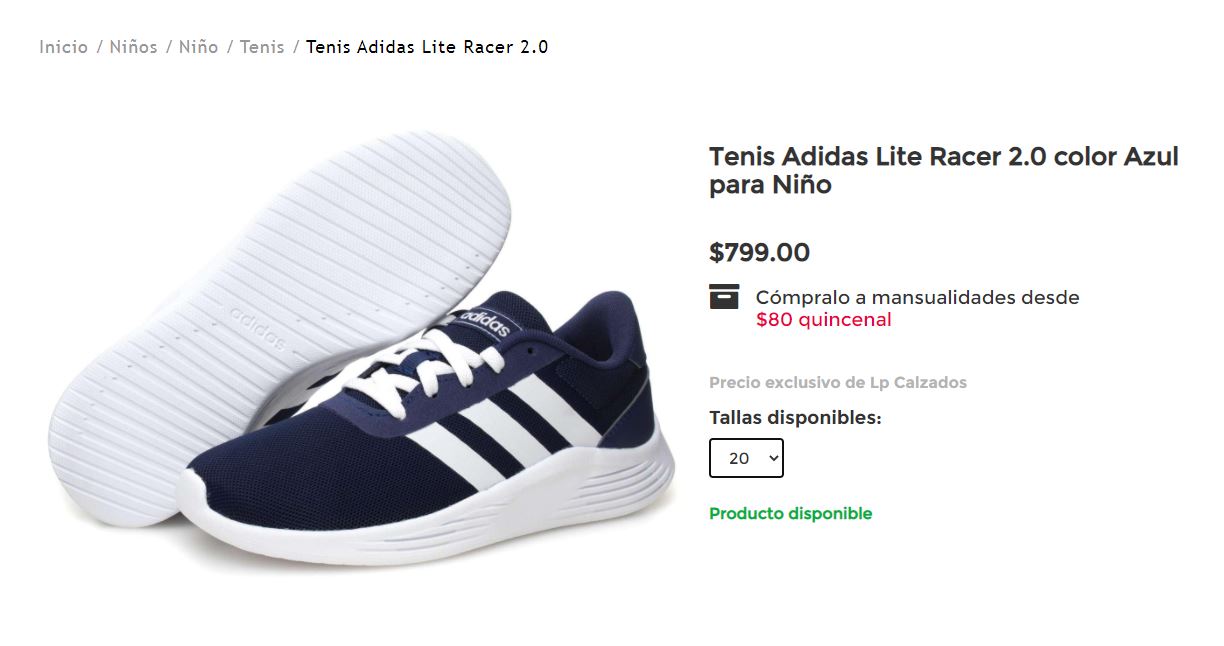 Inicio / Niños / Niño / Tenis / Tenis Adidas Lite Racer 2.0
adidas
adidas
Tenis Adidas Lite Racer 2.0 color Azul
para Niño
$799.00
Cómpralo a mansualidades desde
$80 quincenal
Precio exclusivo de Lp Calzados
Tallas disponibles:
20
Producto disponible